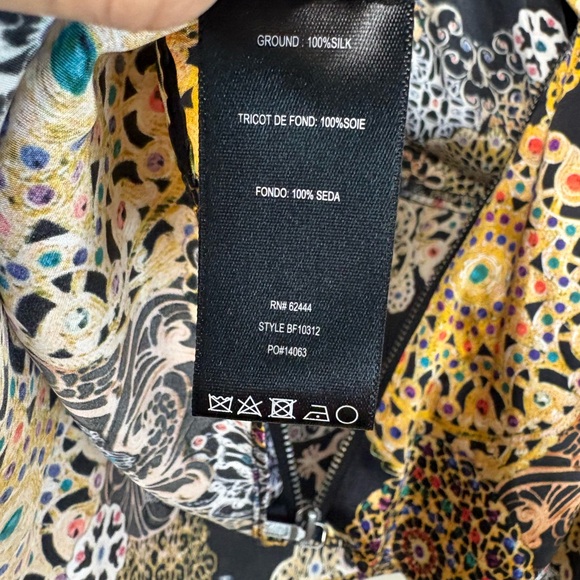 GROUND : 100%SILK
TRICOT DE FOND: 100%SOIE
FONDO: 100% SEDA
RN# 62444
STYLE BF10312
PO#14063